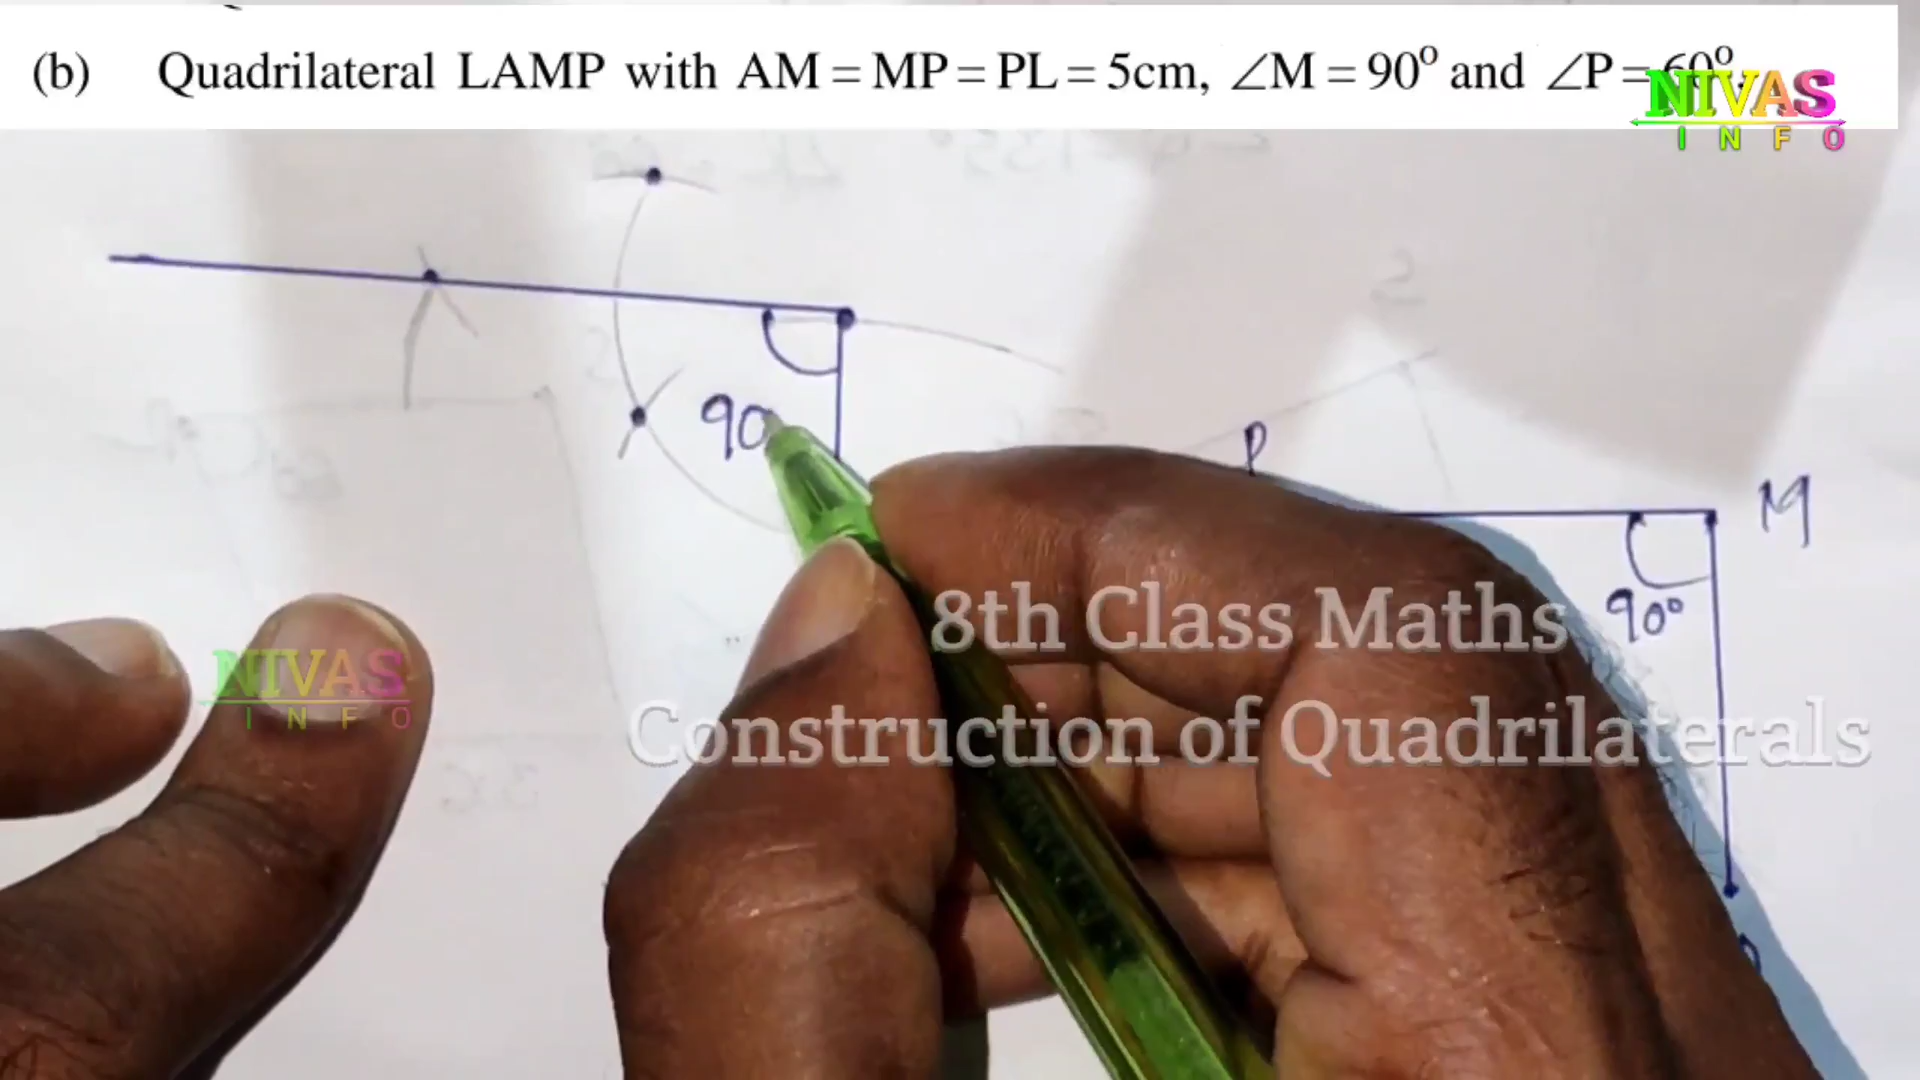 (b) Quadrilateral LAMP with AM = MP = PL = 5cm, ∠M = 90° and ∠P = 60°.
NIVAS
INFO
90
P
M
90°
8th Class Maths
Construction of Quadrilaterals
NIVAS
INFO